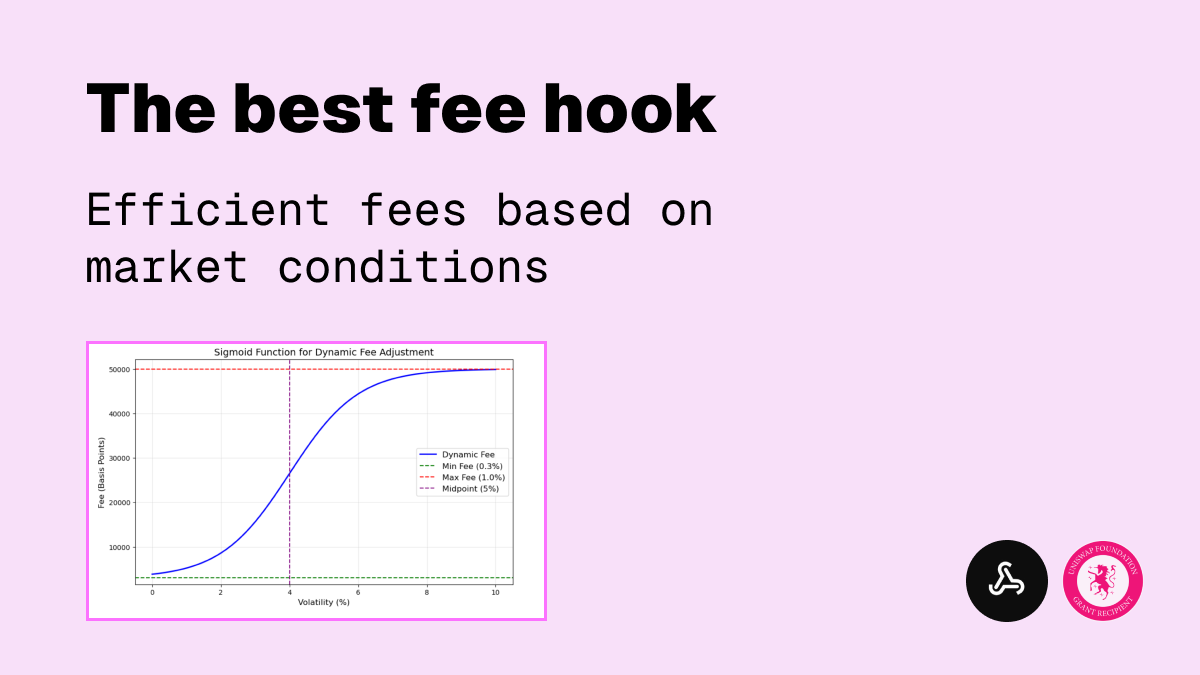 The best fee hook
Efficient fees based on
market conditions
Sigmoid Function for Dynamic Fee Adjustment
50000
40000
30000
20000
10000
Fee (Basis Points)
Dynamic Fee
Min Fee (0.3%)
Max Fee (1.0%)
Midpoint (5%)
0 2 4 6 8 10
Volatility (%)
UNISWAP FOUNDATION
GRANT RECIPIENT